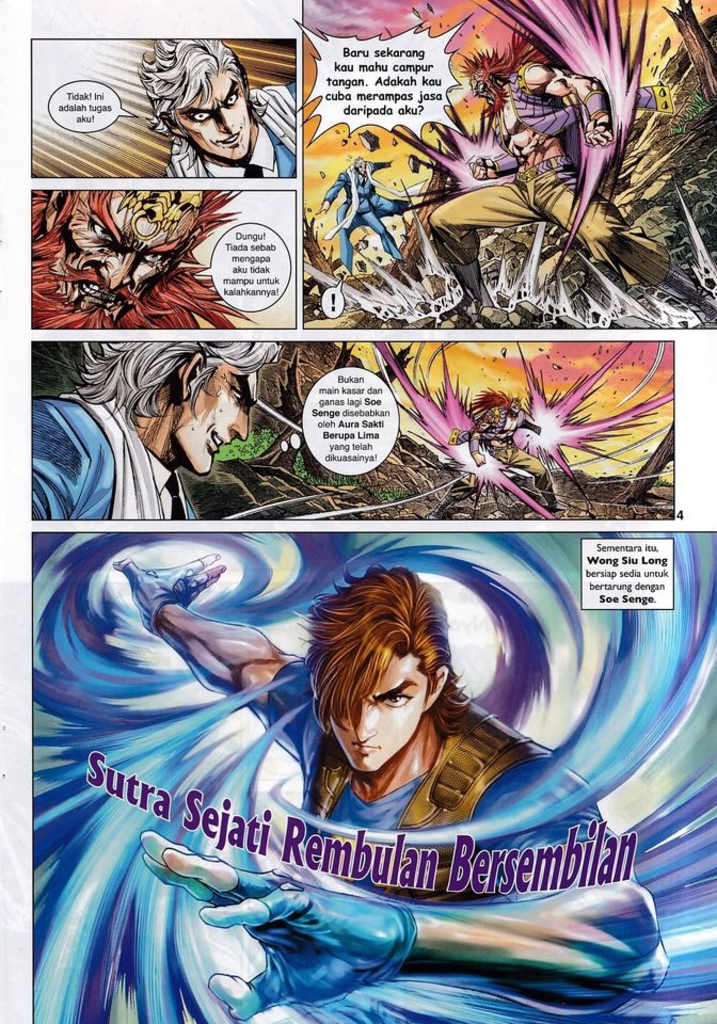 Tidak! Ini
adalah tugas
aku!
Baru sekarang
kau mahu campur
tangan. Adakah kau
cuba merampas jasa
daripada aku?
Dungu!
Tiada sebab
mengapa
aku tidak
mampu untuk
kalahkannya!
!
Bukan
main kasar dan
ganas lagi Soe
Senge disebabkan
oleh Aura Sakti
Berupa Lima
yang telah
dikuasainya!
4
Sementara itu,
Wong Siu Long
bersiap sedia untuk
bertarung dengan
Soe Senge.
Sutra Sejati Rembulan Bersembilan